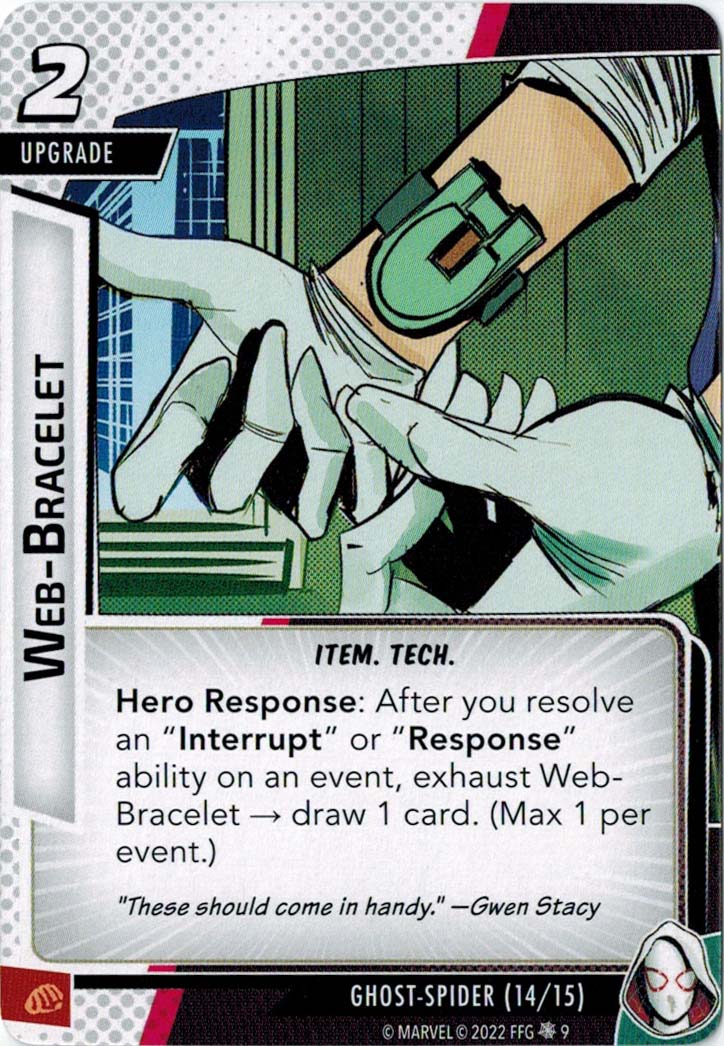 2
UPGRADE
WEB-BRACELET
ITEM. TECH.
Hero Response: After you resolve
an “Interrupt” or “Response”
ability on an event, exhaust Web-
Bracelet → draw 1 card. (Max 1 per
event.)
"These should come in handy." —Gwen Stacy
GHOST-SPIDER (14/15)
© MARVEL © 2022 FFG 9